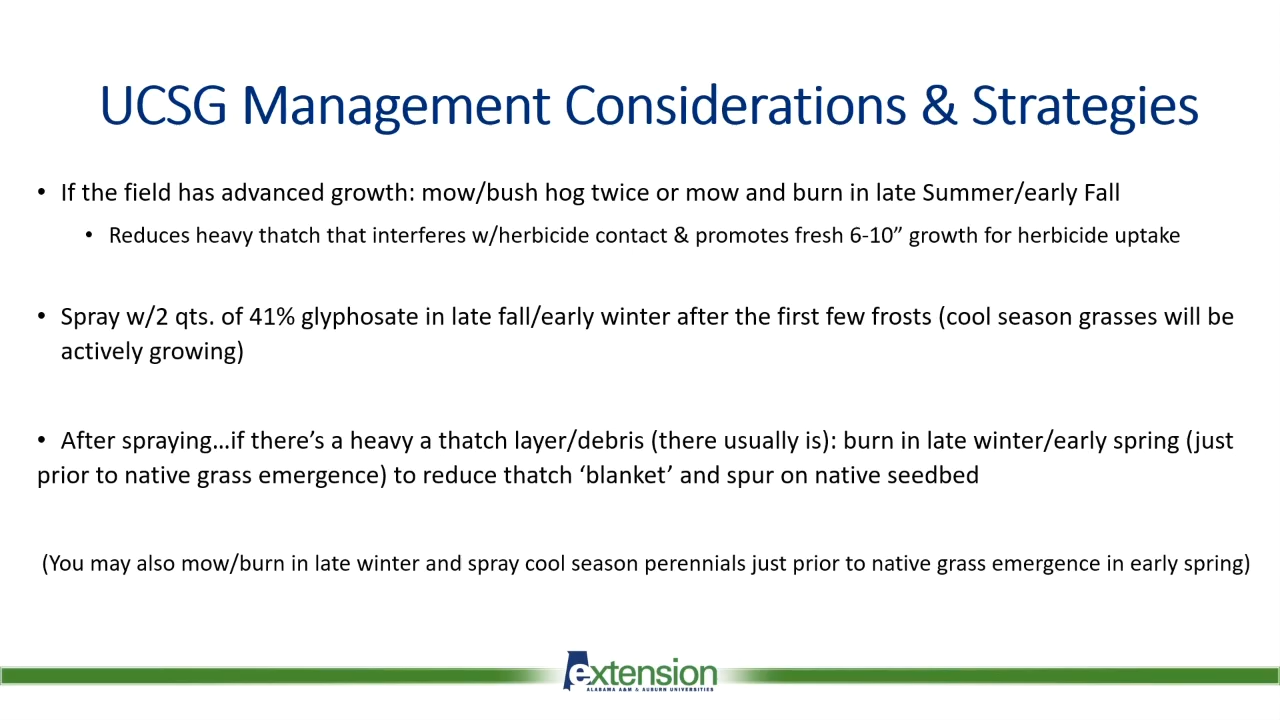 UCSG Management Considerations & Strategies
• If the field has advanced growth: mow/bush hog twice or mow and burn in late Summer/early Fall
• Reduces heavy thatch that interferes w/herbicide contact & promotes fresh 6-10” growth for herbicide uptake
• Spray w/2 qts. of 41% glyphosate in late fall/early winter after the first few frosts (cool season grasses will be
actively growing)
• After spraying…if there’s a heavy a thatch layer/debris (there usually is): burn in late winter/early spring (just
prior to native grass emergence) to reduce thatch ‘blanket’ and spur on native seedbed
(You may also mow/burn in late winter and spray cool season perennials just prior to native grass emergence in early spring)
extension
ALABAMA A&M & AUBURN UNIVERSITIES